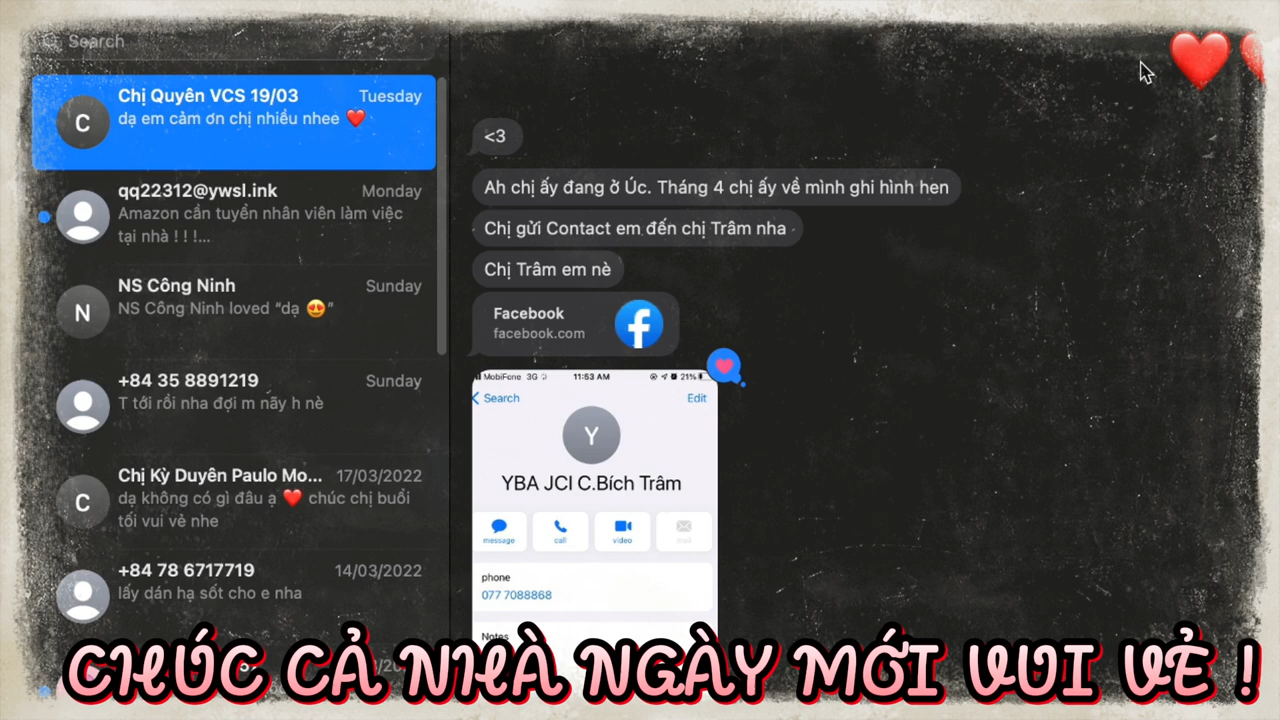 Search
Chị Quyên VCS 19/03
Tuesday
dạ em cảm ơn chị nhiều nhee ❤️
C
qq22312@ywsl.ink
Monday
Amazon cần tuyển nhân viên làm việc
tại nhà ! ! !...
NS Công Ninh
Sunday
NS Công Ninh loved “dạ 😍”
N
+84 35 8891219
Sunday
T tới rồi nha đợi m nãy h nè
Chị Kỳ Duyên Paulo Mo...
17/03/2022
dạ không có gì đâu ạ ❤️ chúc chị buổi
tối vui vẻ nhe
C
+84 78 6717719
14/03/2022
lấy dán hạ sốt cho e nha
<3
Ah chị ấy đang ở Úc. Tháng 4 chị ấy về mình ghi hình hen
Chị gửi Contact em đến chị Trâm nha
Chị Trâm em nè
Facebook
facebook.com
MobiFone 3G
11:53 AM
21%
Search
Edit
Y
YBA JCI C.Bích Trâm
message
call
video
mail
phone
077 7088868
Notes
CHÚC CẢ NHÀ NGÀY MỚI VUI VẺ !